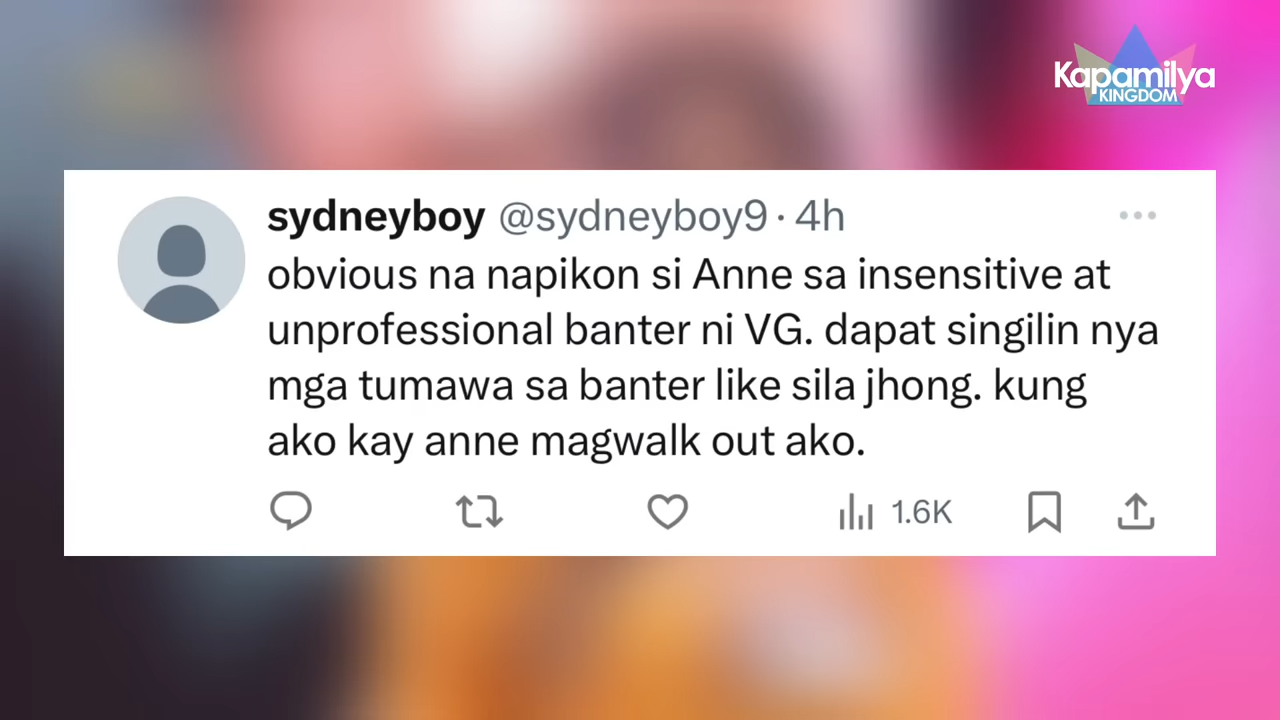 Kapamilya
KINGDOM
sydneyboy @sydneyboy9 · 4h
obvious na napikon si Anne sa insensitive at
unprofessional banter ni VG. dapat singilin nya
mga tumawa sa banter like sila jhong. kung
ako kay anne magwalk out ako.
1.6K